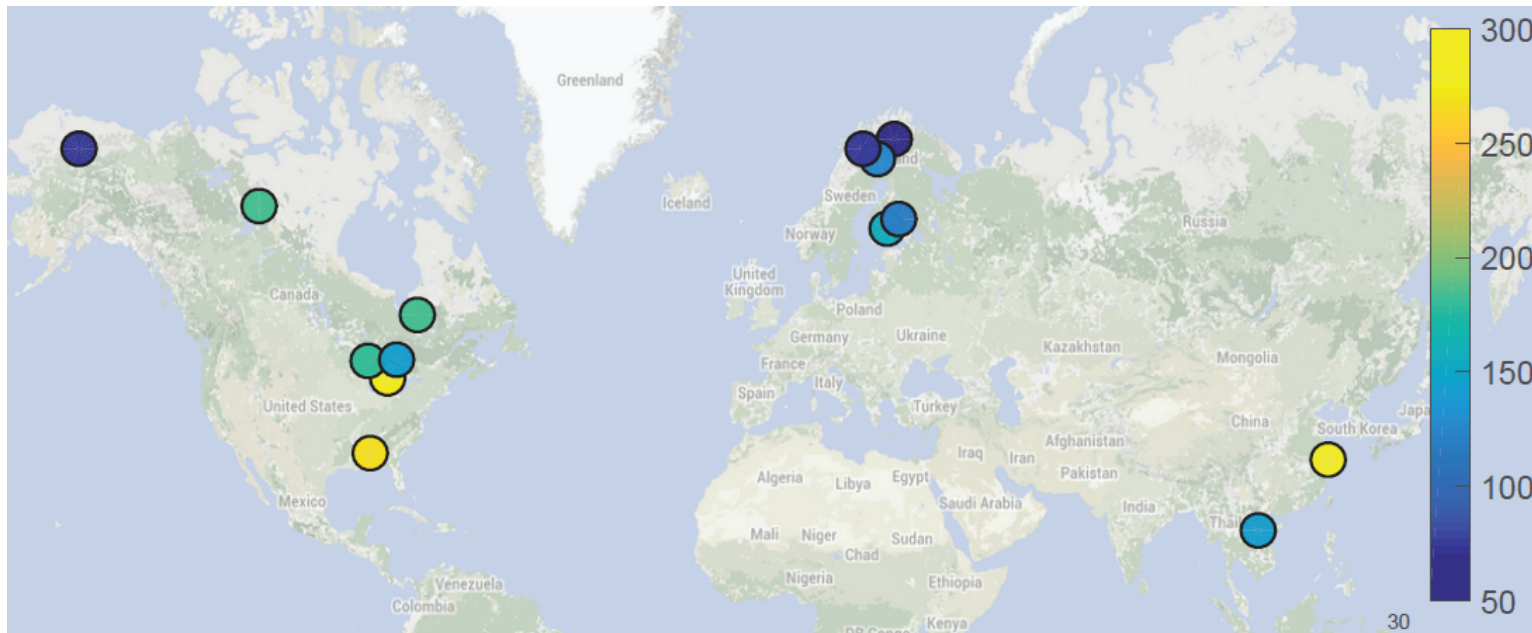 Greenland
Iceland
Sweden
Norway
Russia
Canada
United
Kingdom
Poland
Germany
Ukraine
France
Kazakhstan
Mongolia
Italy
Spain
Turkey
United States
China
Japa
South Korea
Afghanistan
Iraq
Iran
Pakistan
Algeria
Libya
Egypt
Saudi Arabia
India
Mexico
Thai
Mali
Niger
Sudan
Chad
Nigeria
Ethiopia
Venezuela
Colombia
Kenya
300
250
200
150
100
50
30